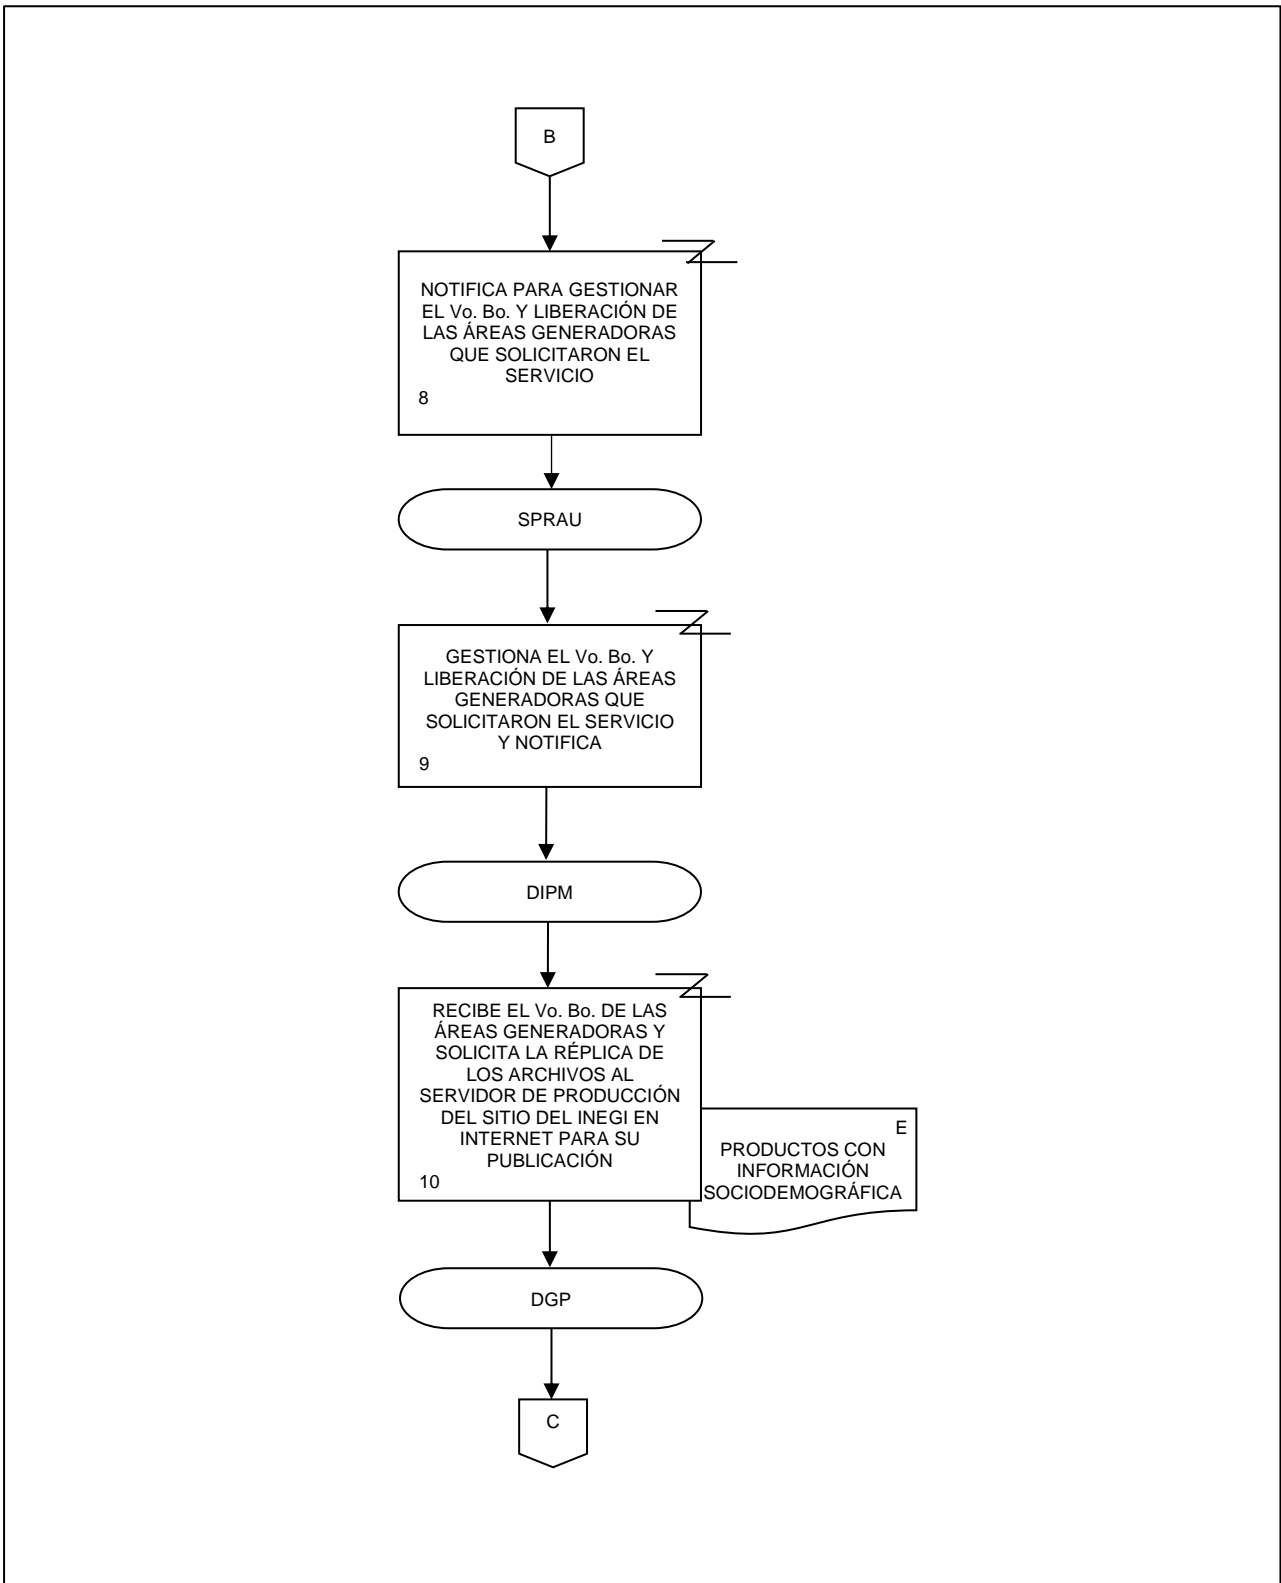 B
NOTIFICA PARA GESTIONAR
EL Vo. Bo. Y LIBERACIÓN DE
LAS ÁREAS GENERADORAS
QUE SOLICITARON EL
SERVICIO
8
SPRAU
GESTIONA EL Vo. Bo. Y
LIBERACIÓN DE LAS ÁREAS
GENERADORAS QUE
SOLICITARON EL SERVICIO
Y NOTIFICA
9
DIPM
RECIBE EL Vo. Bo. DE LAS
ÁREAS GENERADORAS Y
SOLICITA LA RÉPLICA DE
LOS ARCHIVOS AL
SERVIDOR DE PRODUCCIÓN
DEL SITIO DEL INEGI EN
INTERNET PARA SU
PUBLICACIÓN
10
E
PRODUCTOS CON
INFORMACIÓN
SOCIODEMOGRÁFICA
DGP
C